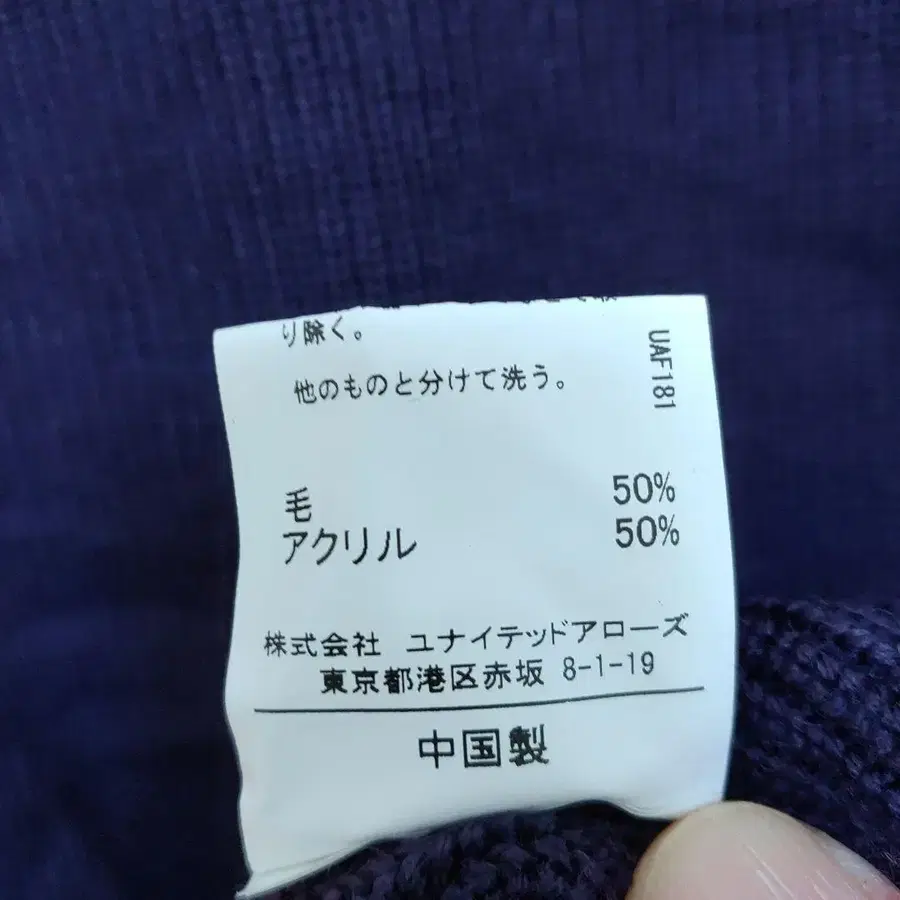 り除く。
他のものと分けて洗う。
UAF181
毛 50%
アクリル 50%
株式会社 ユナイテッドアローズ
東京都港区赤坂 8-1-19
中国製